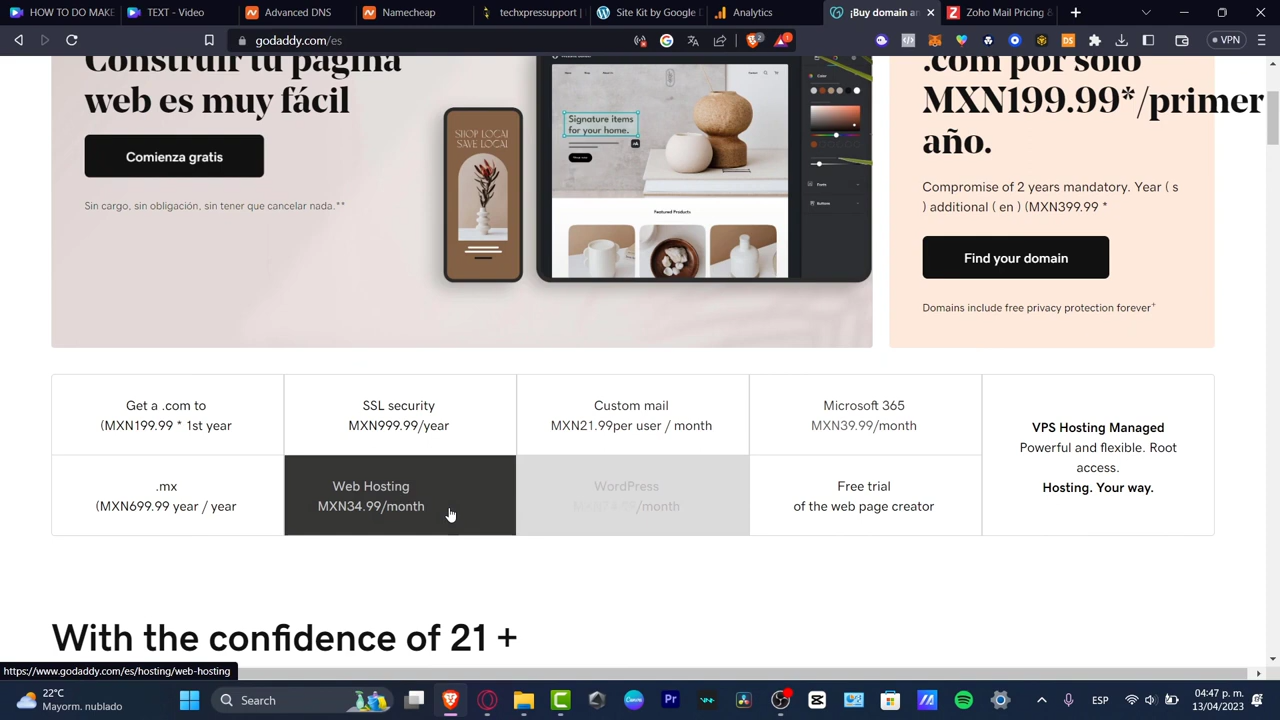 HOW TO DO MAKE
TEXT - Video
Advanced DNS
Namecheap
techxpressupport |
Site Kit by Google
Analytics
¡Buy domain an
Zoho Mail Pricing &
godaddy.com/es
2
1
VPN
Construir tu página
web es muy fácil
Comienza gratis
Sin cargo, sin obligación, sin tener que cancelar nada.**
SHOP LOCAL
SAVE LOCAL
Signature items
for your home.
Featured Products
Color
Fonts
Buttons
.com por solo
MXN199.99*/primer
año.
Compromise of 2 years mandatory. Year ( s
) additional ( en ) (MXN399.99 *
Find your domain
Domains include free privacy protection forever+
Get a .com to
(MXN199.99 * 1st year
SSL security
MXN999.99/year
Custom mail
MXN21.99per user / month
Microsoft 365
MXN39.99/month
VPS Hosting Managed
Powerful and flexible. Root
access.
Hosting. Your way.
.mx
(MXN699.99 year / year
Web Hosting
MXN34.99/month
WordPress
/month
Free trial
of the web page creator
With the confidence of 21 +
https://www.godaddy.com/es/hosting/web-hosting
22°C
Mayorm. nublado
Search
ESP
04:47 p. m.
13/04/2023